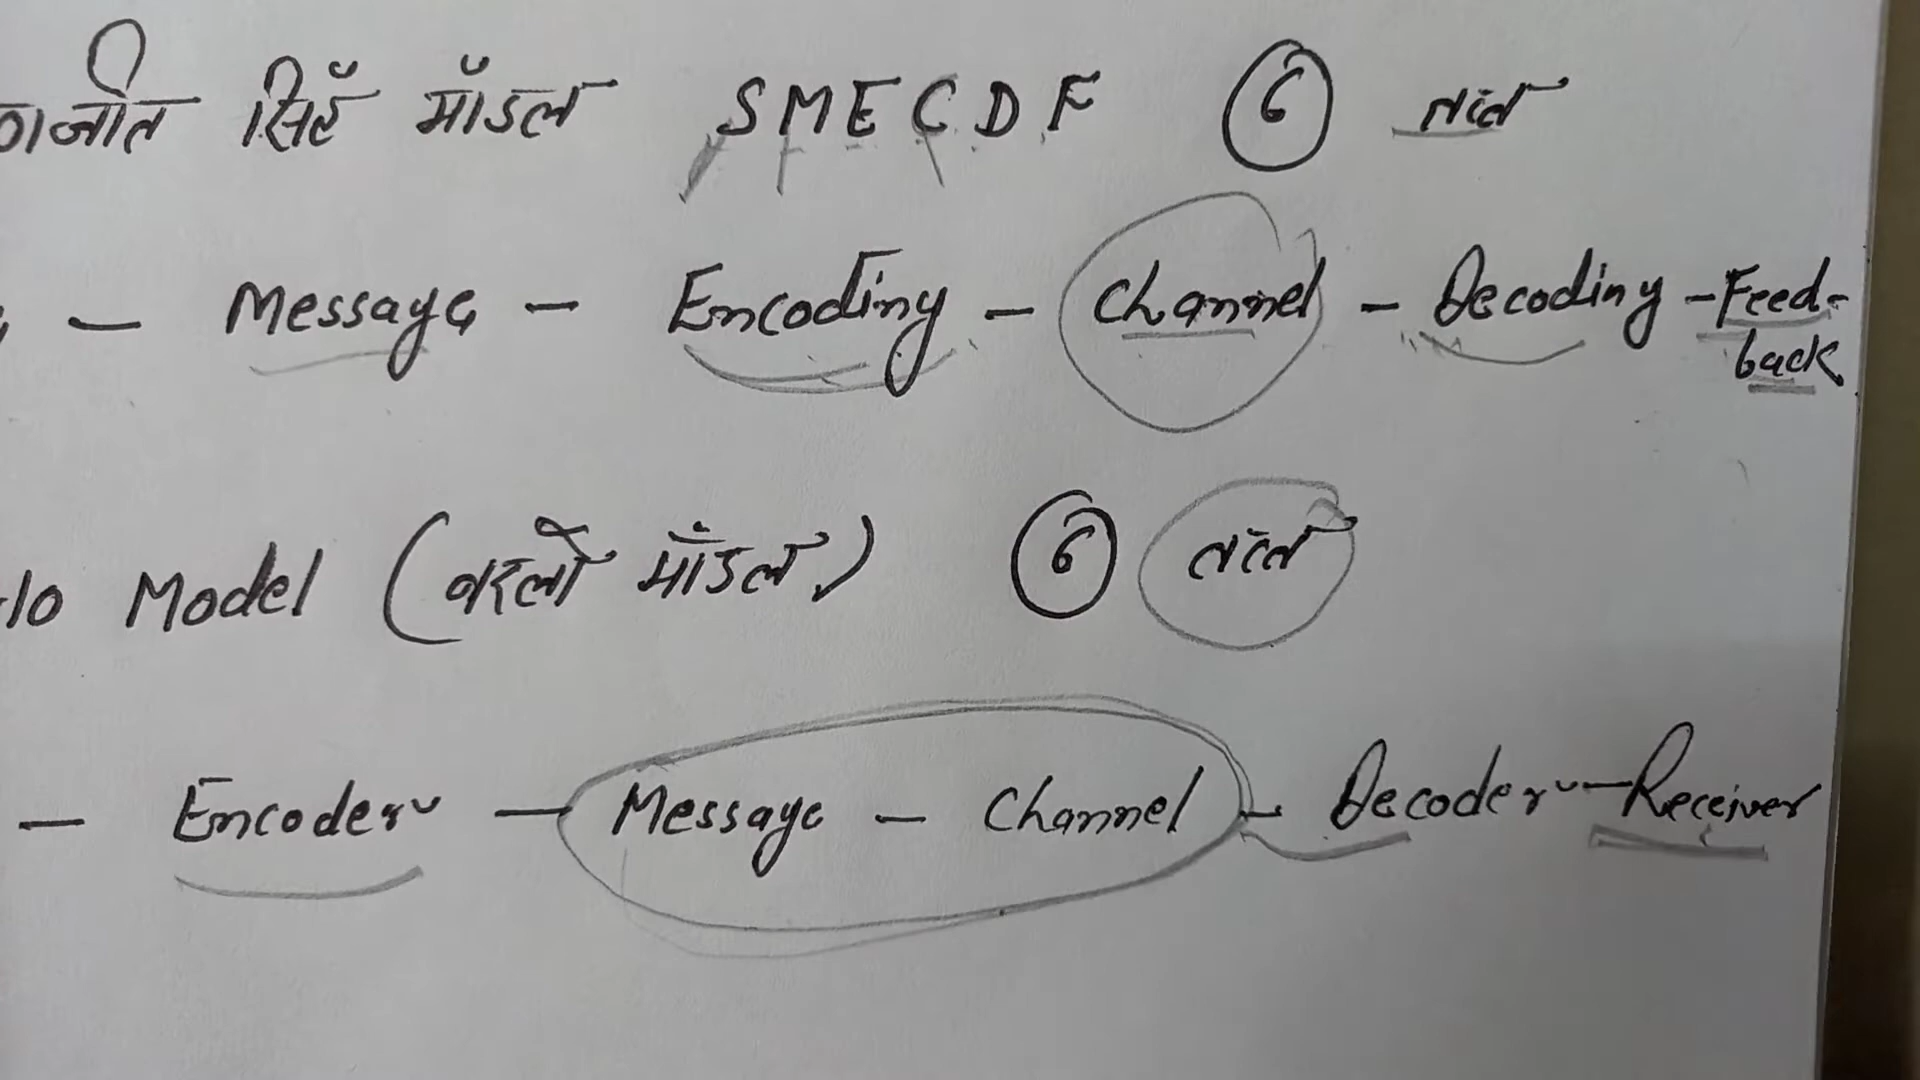 सिंह मॉडल SMECDF 6 तत्व
— Message — Encoding — Channel — Decoding — Feed-
back
lo Model (बरलो मॉडल) 6 तत्व
— Encoder — Message — Channel — Decoder — Receiver